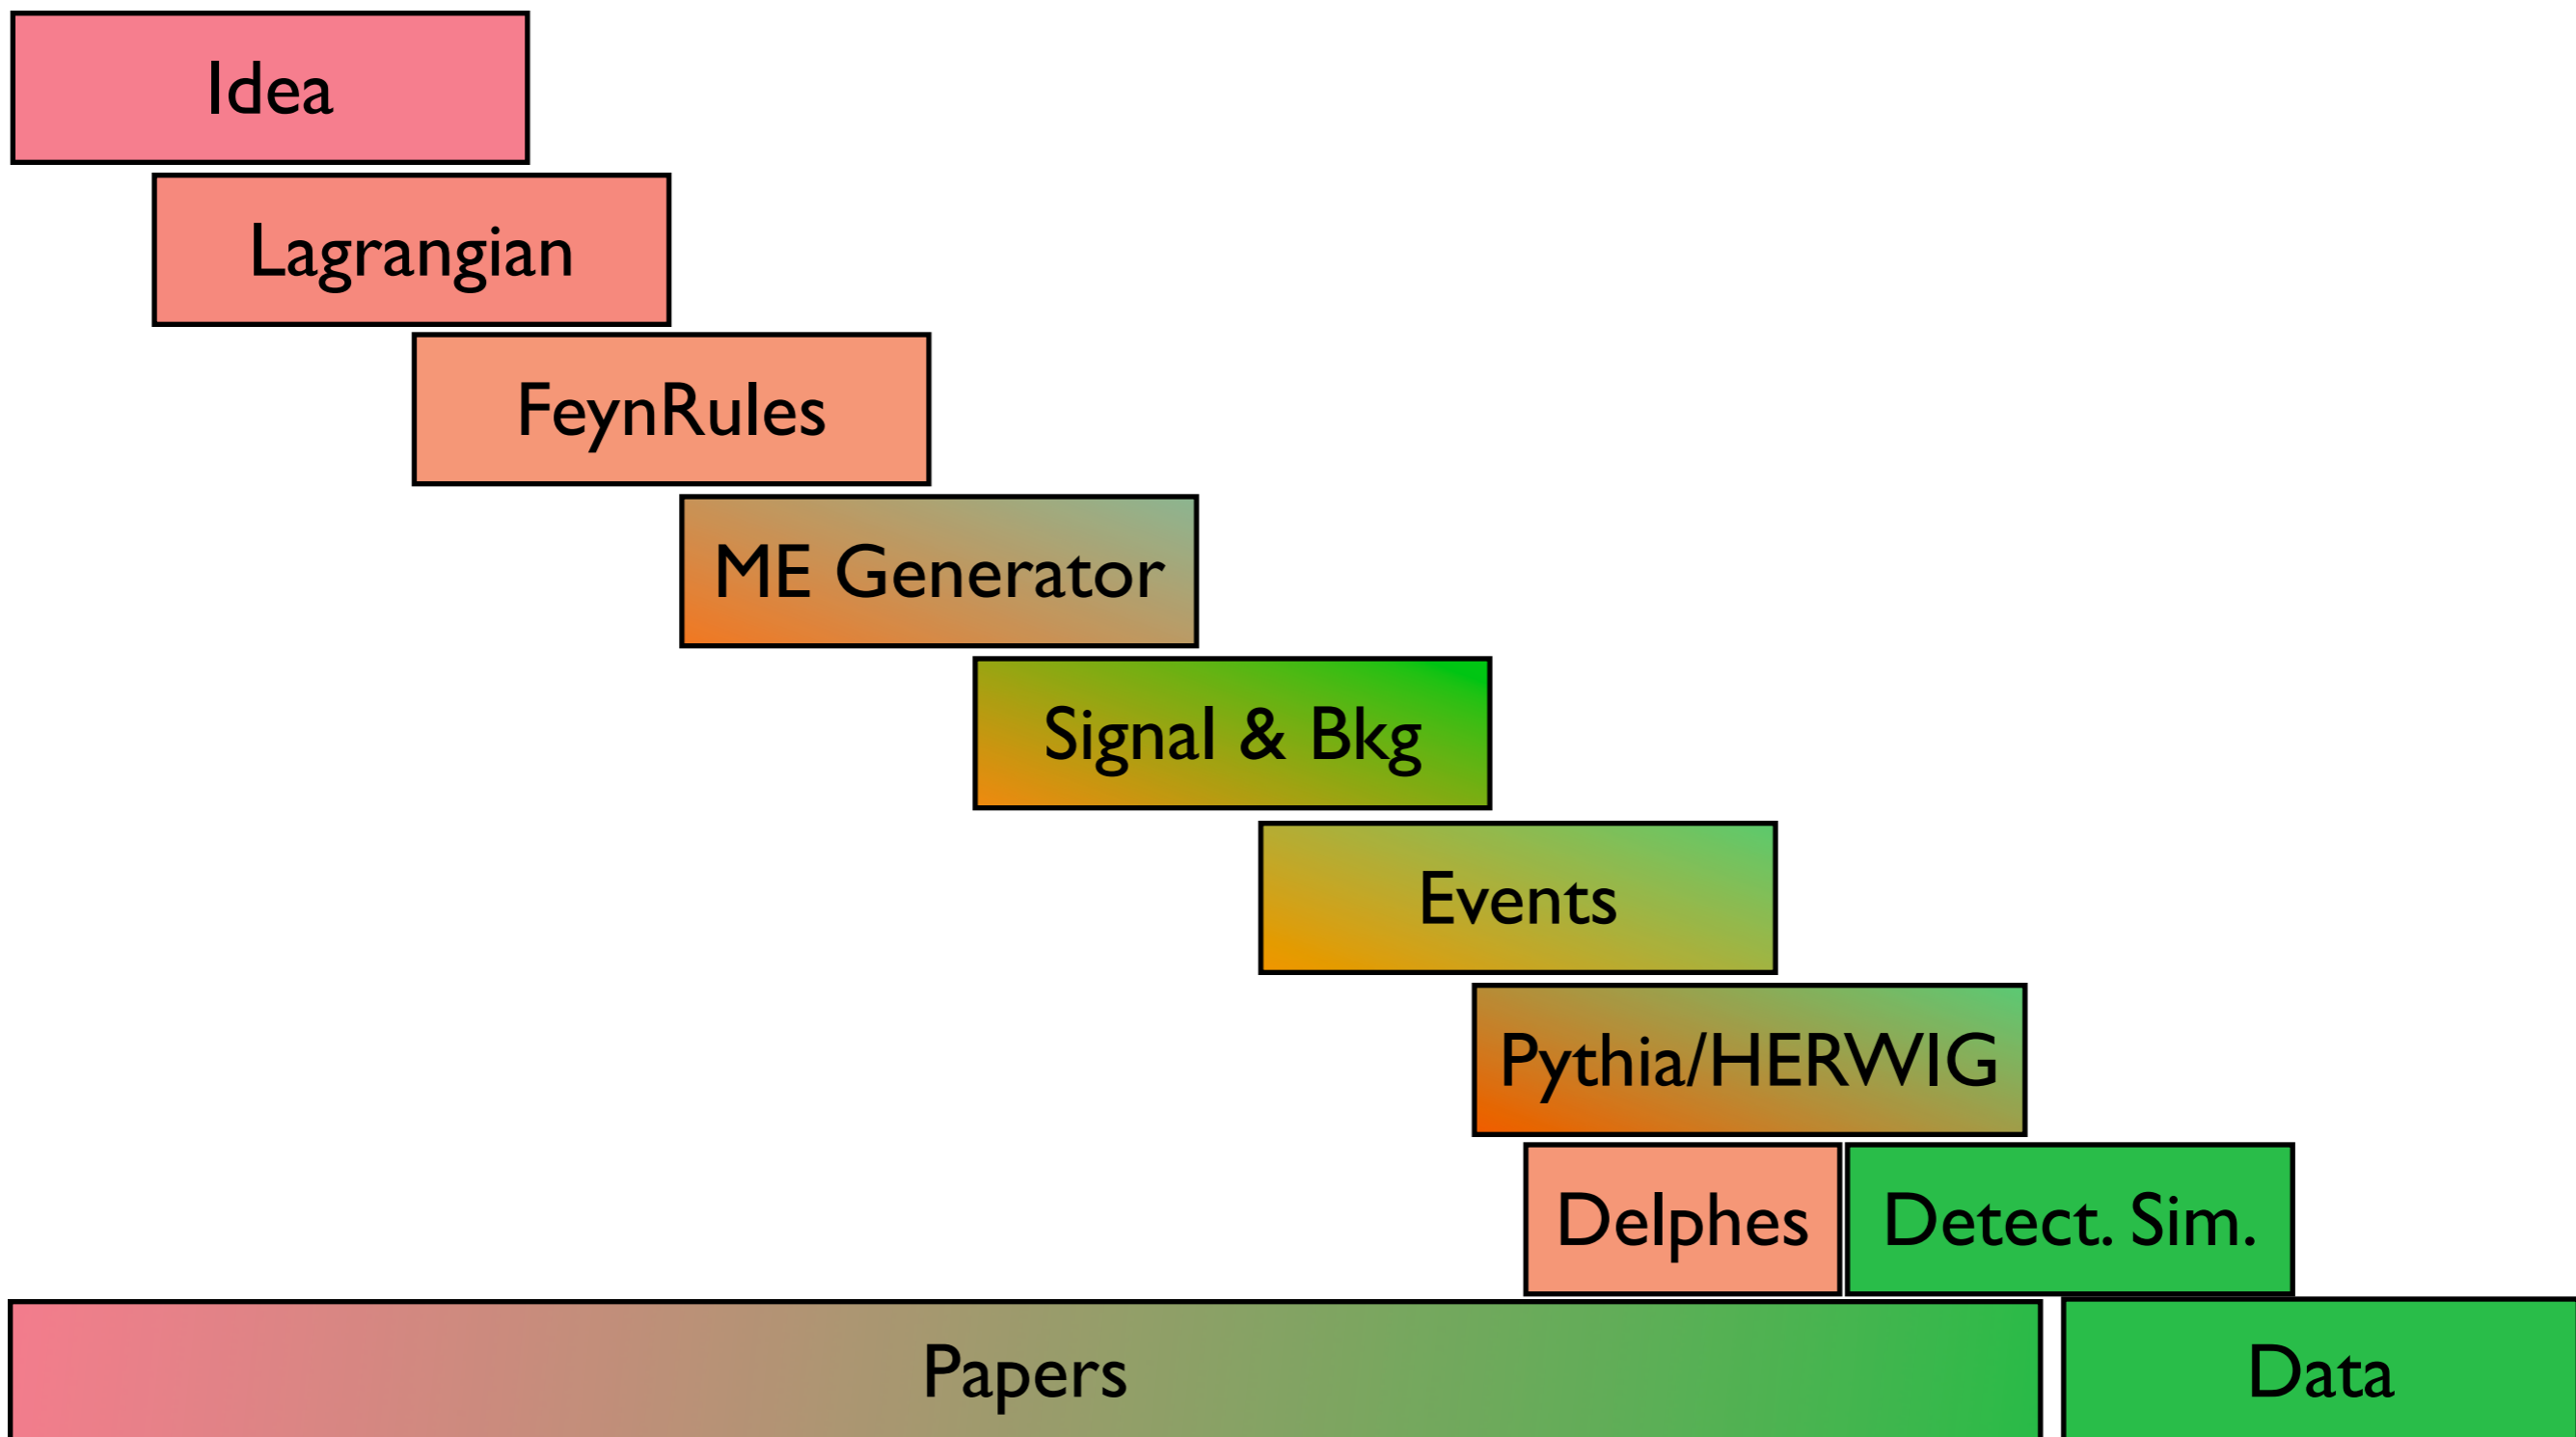 Idea
Lagrangian
FeynRules
ME Generator
Signal & Bkg
Events
Pythia/HERWIG
Delphes
Detect. Sim.
Papers
Data